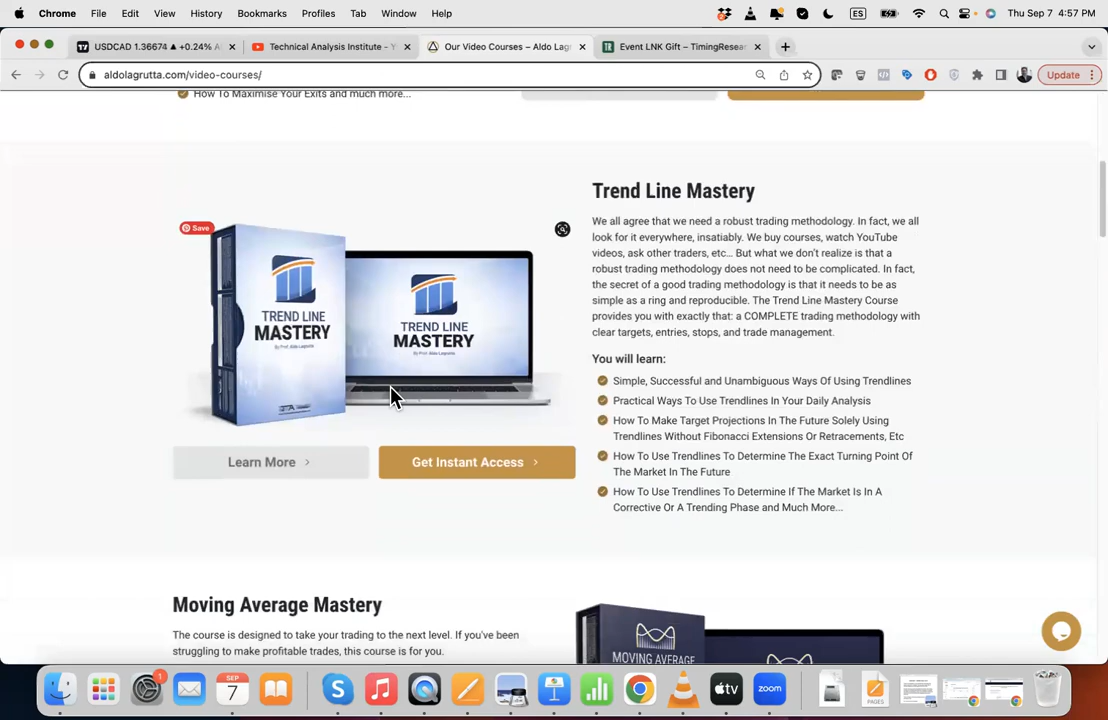 Chrome File Edit View History Bookmarks Profiles Tab Window Help ES Thu Sep 7 4:57 PM
USDCAD 1.36674 ▲ +0.24% Technical Analysis Institute - Our Video Courses – Aldo Lag Event LNK Gift – TimingResea
aldolagrutta.com/video-courses/ Update
How To Maximise Your Exits and much more...
Trend Line Mastery
Save
We all agree that we need a robust trading methodology. In fact, we all
look for it everywhere, insatiably. We buy courses, watch YouTube
videos, ask other traders, etc… But what we don't realize is that a
robust trading methodology does not need to be complicated. In fact,
the secret of a good trading methodology is that it needs to be as
simple as a ring and reproducible. The Trend Line Mastery Course
provides you with exactly that: a COMPLETE trading methodology with
clear targets, entries, stops, and trade management.
TREND LINE
MASTERY
By Prof. Aldo Lagrutta
TREND LINE
MASTERY
By Prof. Aldo Lagrutta
You will learn:
Simple, Successful and Unambiguous Ways Of Using Trendlines
Practical Ways To Use Trendlines In Your Daily Analysis
How To Make Target Projections In The Future Solely Using
Trendlines Without Fibonacci Extensions Or Retracements, Etc
How To Use Trendlines To Determine The Exact Turning Point Of
The Market In The Future
How To Use Trendlines To Determine If The Market Is In A
Corrective Or A Trending Phase and Much More...
Learn More Get Instant Access
Moving Average Mastery
The course is designed to take your trading to the next level. If you've been
struggling to make profitable trades, this course is for you.
MOVING AVERAGE
1
SEP
7
tv
zoom
PAGES